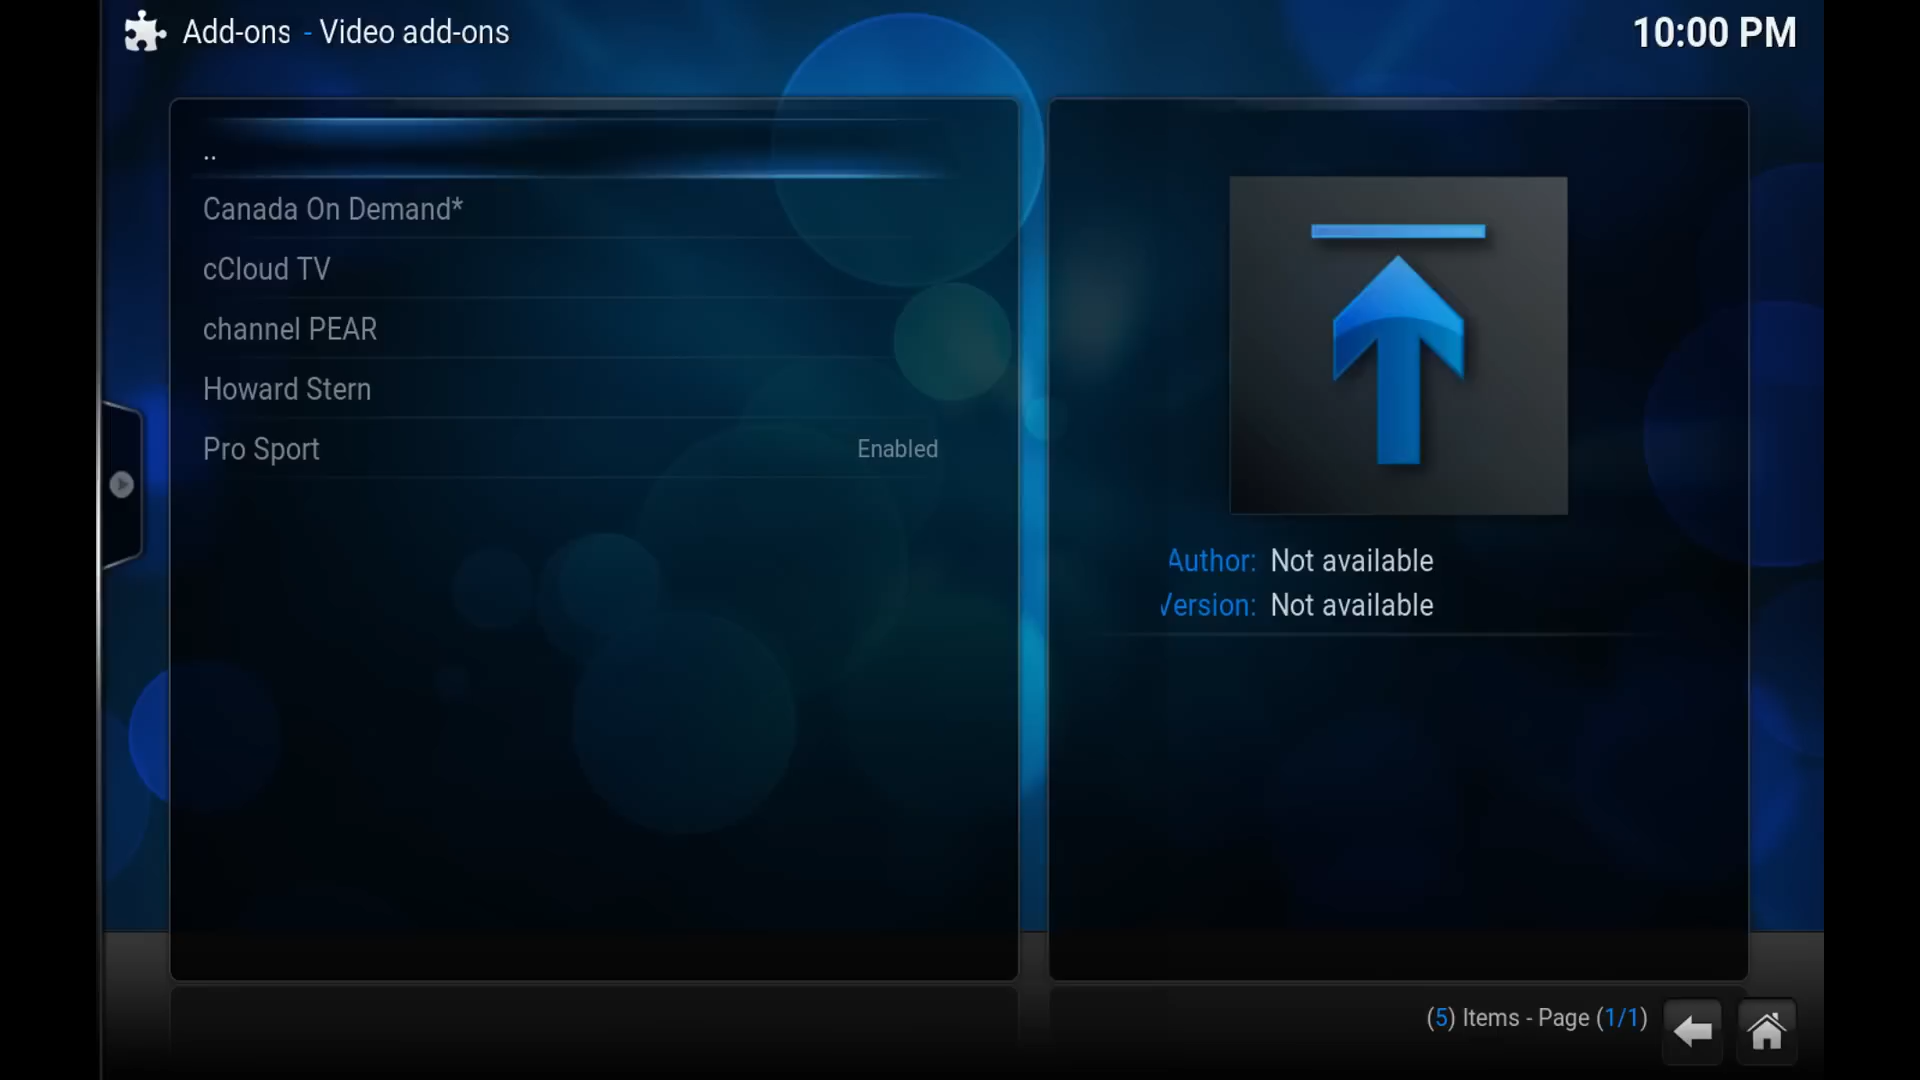 Add-ons - Video add-ons
10:00 PM
..
Canada On Demand*
cCloud TV
channel PEAR
Howard Stern
Pro Sport Enabled
Author: Not available
Version: Not available
(5) Items - Page (1/1)